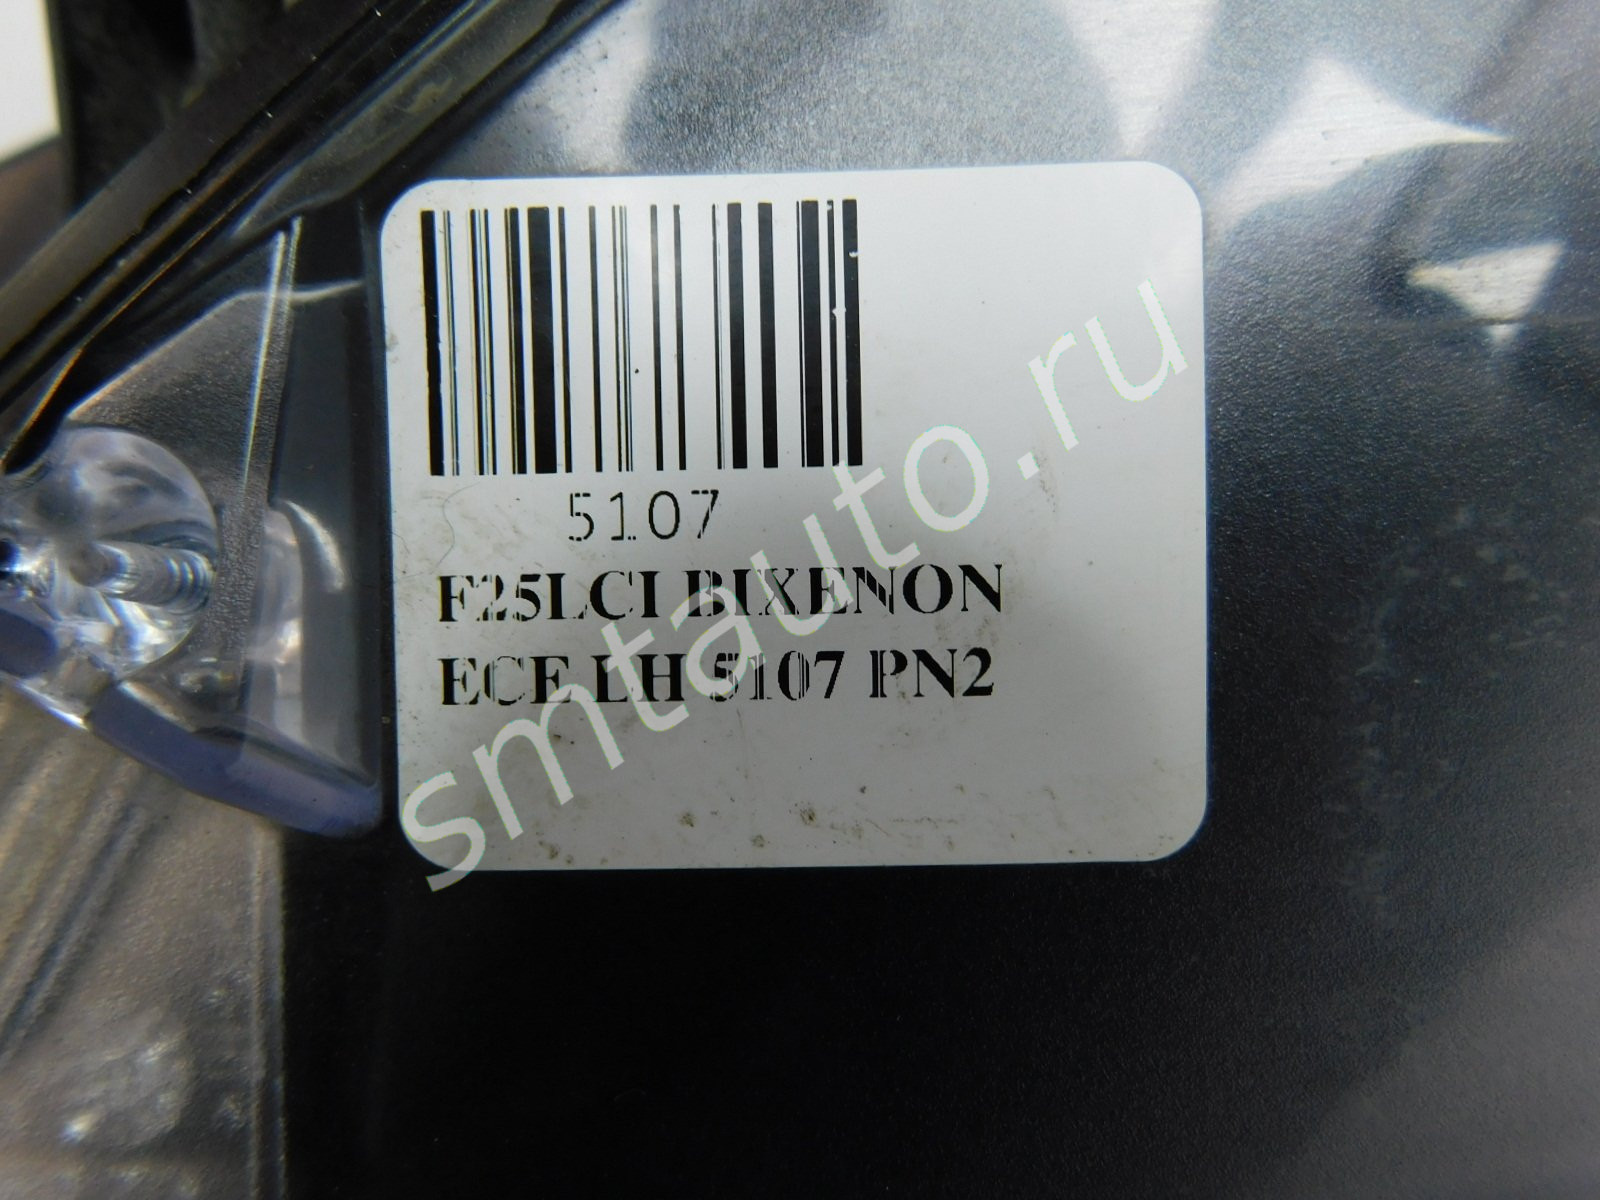 5107
F25LCI BIXENON
ECE LH 5107 PN2
smtauto.ru